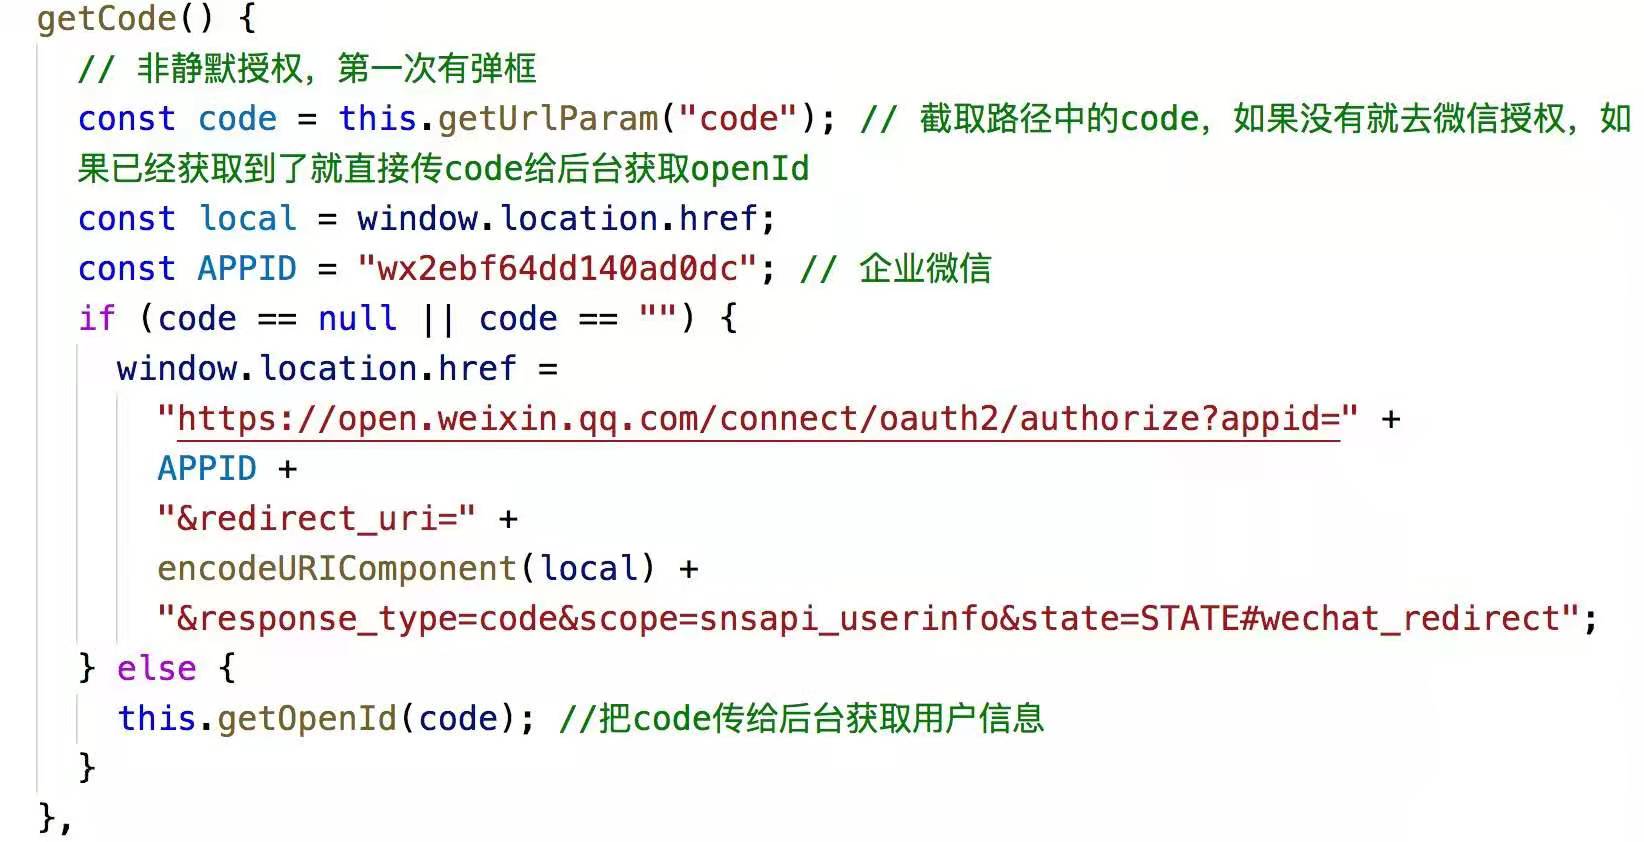 getCode() {
// 非静默授权，第一次有弹框
const code = this.getUrlParam("code"); // 截取路径中的code，如果没有就去微信授权，如
果已经获取到了就直接传code给后台获取openId
const local = window.location.href;
const APPID = "wx2ebf64dd140ad0dc"; // 企业微信
if (code == null || code == "") {
window.location.href =
"https://open.weixin.qq.com/connect/oauth2/authorize?appid=" +
APPID +
"&redirect_uri=" +
encodeURIComponent(local) +
"&response_type=code&scope=snsapi_userinfo&state=STATE#wechat_redirect";
} else {
this.getOpenId(code); //把code传给后台获取用户信息
}
},